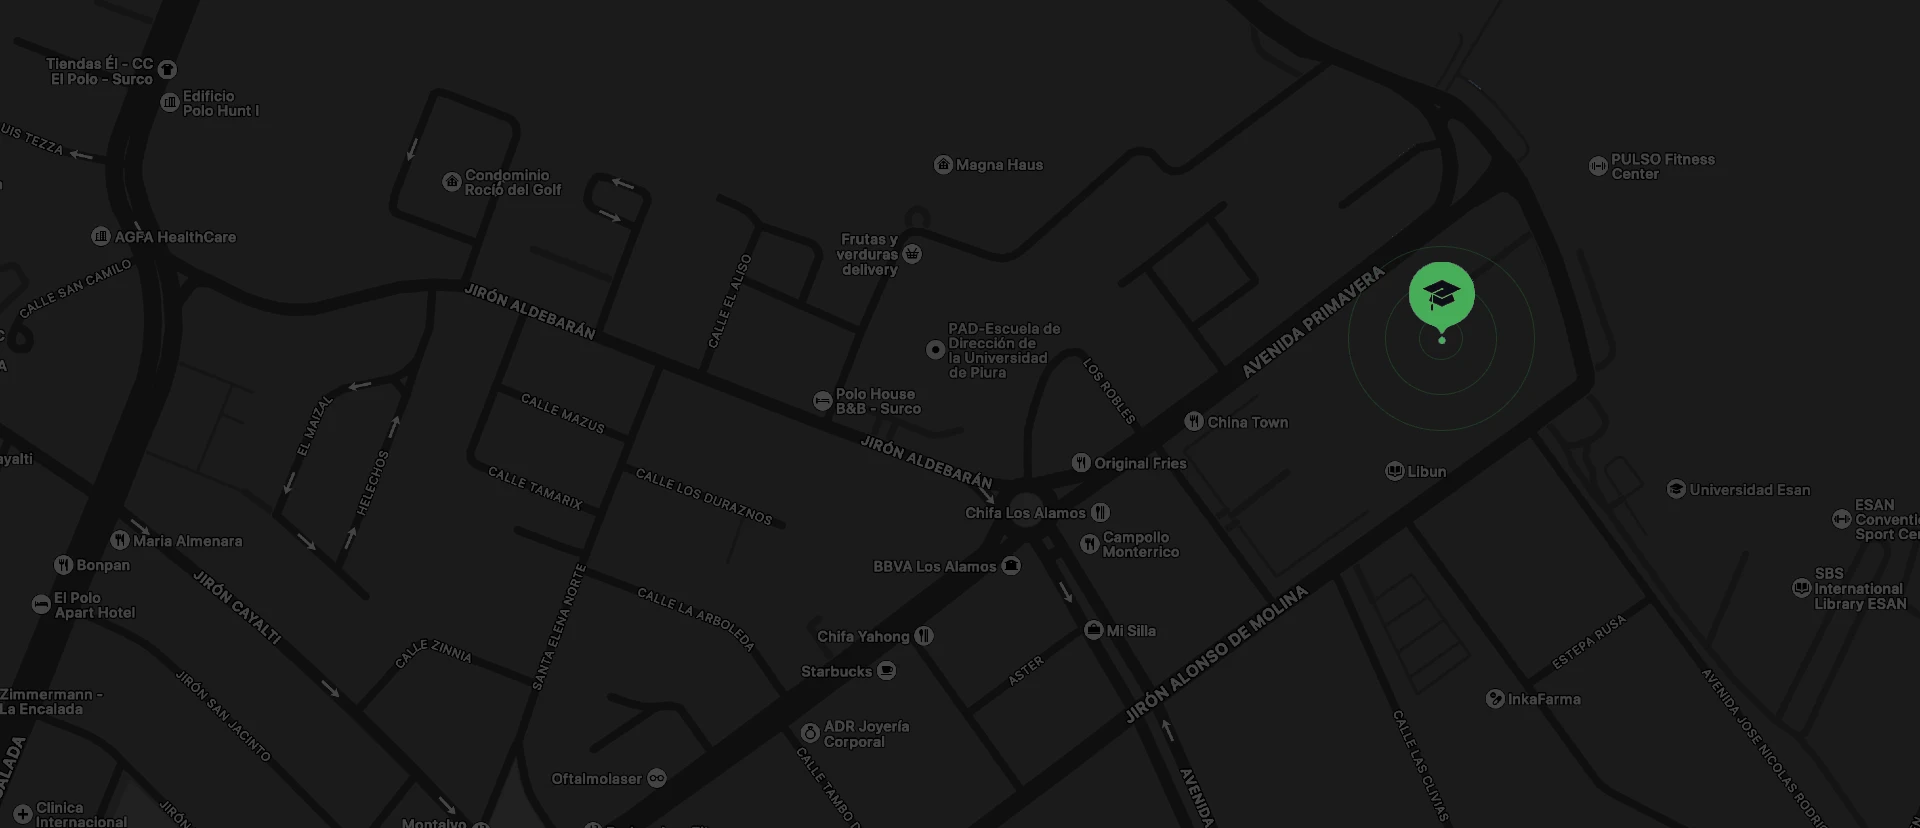 Tiendas Él - CC
El Polo - Surco
Edificio
Polo Hunt I
UIS TEZZA
Condominio
Rocío del Golf
Magna Haus
PULSO Fitness
Center
AGFA HealthCare
CALLE SAN CAMILO
Frutas y
verduras
delivery
JIRÓN ALDEBARÁN
CALLE EL ALISO
AVENIDA PRIMAVERA
PAD-Escuela de
Dirección de
la Universidad
de Piura
LOS ROBLES
Polo House
B&B - Surco
CALLE MAZUS
EL MAIZAL
HELECHOS
China Town
JIRÓN ALDEBARÁN
Original Fries
Libun
ayalti
CALLE TAMARIX
CALLE LOS DURAZNOS
Universidad Esan
Chifa Los Alamos
ESAN
Conventi
Sport Cen
Maria Almenara
Campollo
Monterrico
Bonpan
BBVA Los Alamos
SBS
International
Library ESAN
El Polo
Apart Hotel
JIRÓN CAYALTI
SANTA ELENA NORTE
CALLE LA ARBOLEDA
JIRÓN ALONSO DE MOLINA
Chifa Yahong
Mi Silla
ESTEPA RUSA
CALLE ZINNIA
Starbucks
ASTER
Zimmermann -
La Encalada
JIRÓN SAN JACINTO
InkaFarma
AVENIDA JOSE NICOLAS RODRI
ADR Joyería
Corporal
CALLE LAS CLIVIAS
ALADA
Oftalmolaser
CALLE TAMBO D
AVENIDA
Clínica
Internacional
JIRÓN
Montalvo